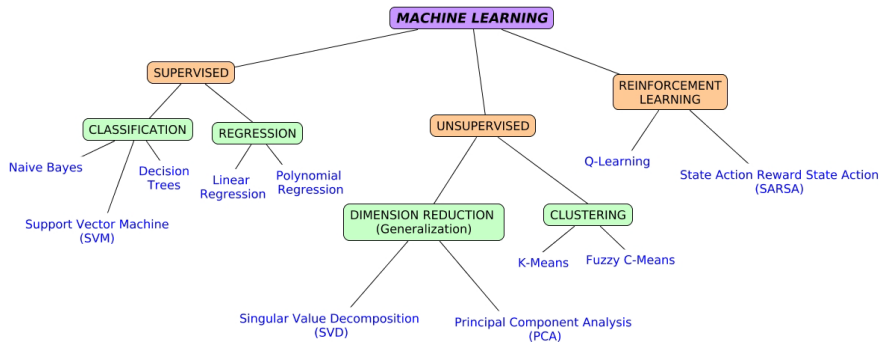 MACHINE LEARNING
SUPERVISED
REINFORCEMENT
LEARNING
CLASSIFICATION
REGRESSION
UNSUPERVISED
Naive Bayes
Decision
Trees
Linear
Regression
Polynomial
Regression
Support Vector Machine
(SVM)
Q-Learning
State Action Reward State Action
(SARSA)
DIMENSION REDUCTION
(Generalization)
CLUSTERING
K-Means
Fuzzy C-Means
Singular Value Decomposition
(SVD)
Principal Component Analysis
(PCA)